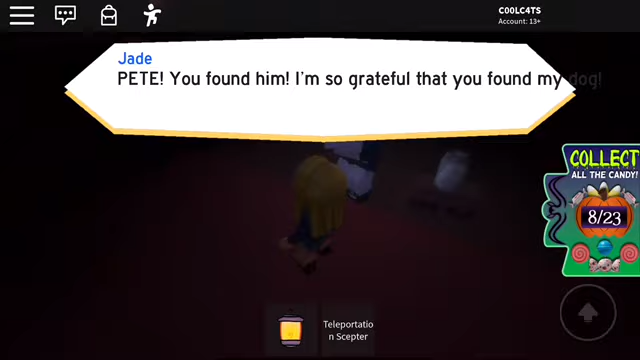 C00LC4TS
Account: 13+
Jade
PETE! You found him! I'm so grateful that you found my dog!
COLLECT
ALL THE CANDY!
8/23
Teleportatio
n Scepter